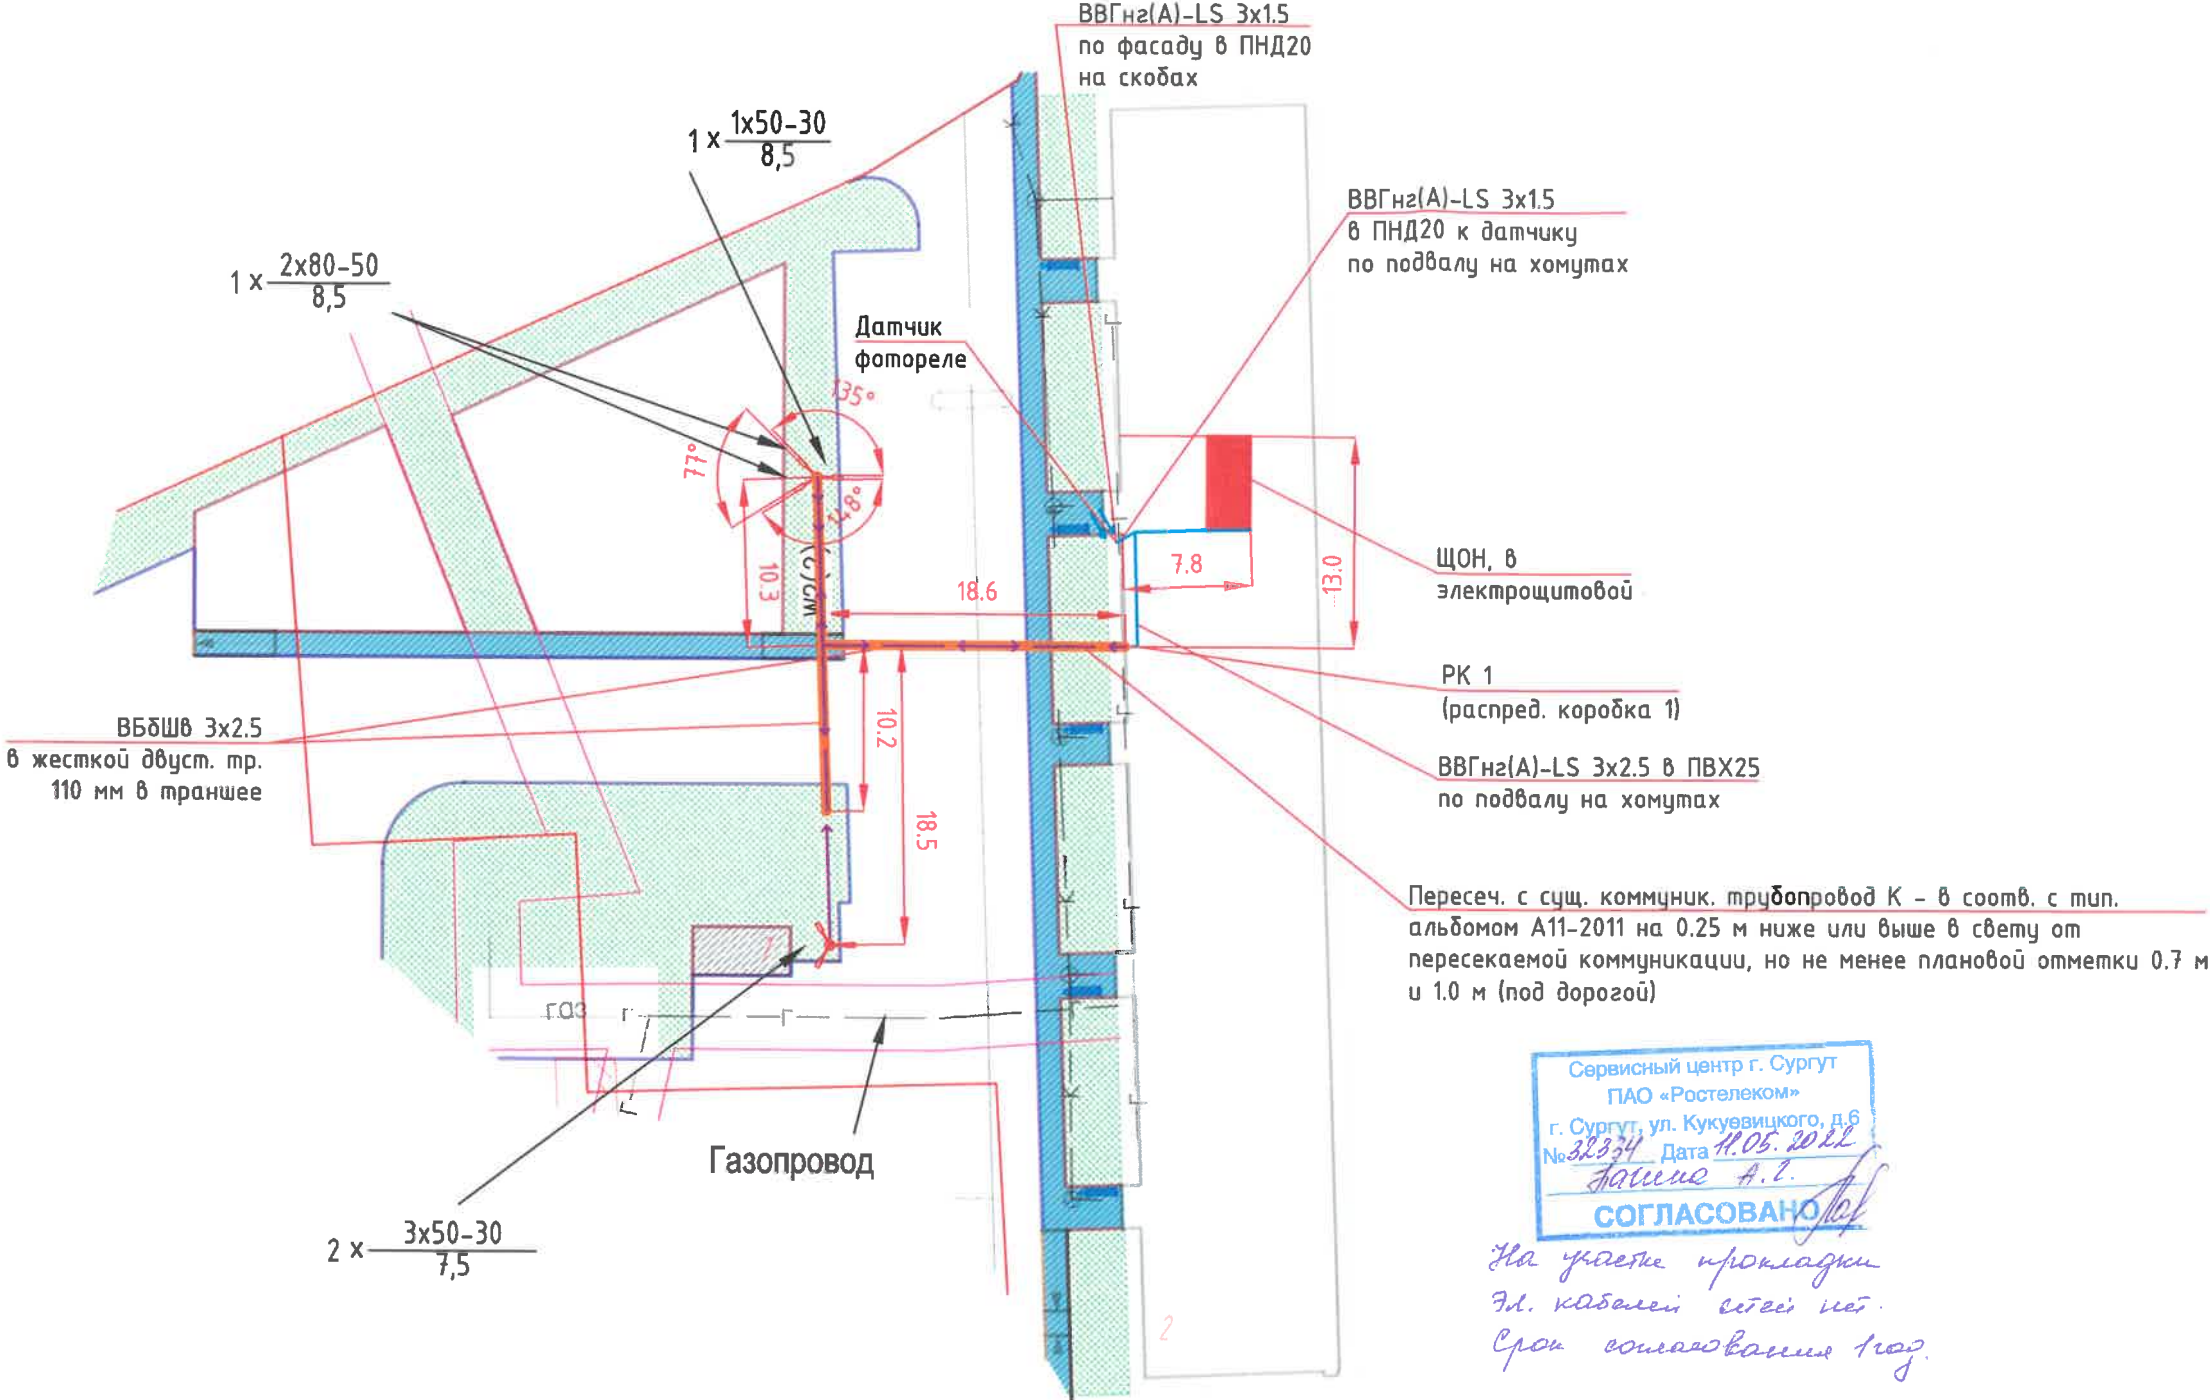 ВВГнг(А)-LS 3х1.5
по фасаду в ПНД20
на скобах
1 х 1х50-30
8,5
ВВГнг(А)-LS 3х1.5
в ПНД20 к датчику
по подвалу на хомутах
1 х 2х80-50
8,5
Датчик
фотореле
135°
77°
148°
10.3
18.6
7.8
13.0
ЩОН, в
электрощитовой
РК 1
(распред. коробка 1)
ВБбШв 3х2.5
в жесткой двуст. тр.
110 мм в траншее
10.2
18.5
ВВГнг(А)-LS 3х2.5 в ПВХ25
по подвалу на хомутах
Пересеч. с сущ. коммуник. трубопровод К - в соотв. с тип.
альбомом А11-2011 на 0.25 м ниже или выше в свету от
пересекаемой коммуникации, но не менее плановой отметки 0.7 м
и 1.0 м (под дорогой)
газ
Г
Г
Г
К
К
К
К
Г
Г
Г
Газопровод
2 х 3х50-30
7,5
2
Сервисный центр г. Сургут
ПАО «Ростелеком»
г. Сургут, ул. Кукуевицкого, д.6
№ 32334 Дата 11.05.2022
А.Г.
СОГЛАСОВАНО
На участке прокладки
Эл. кабелей сетей нет.
Срок согласования 1 год.